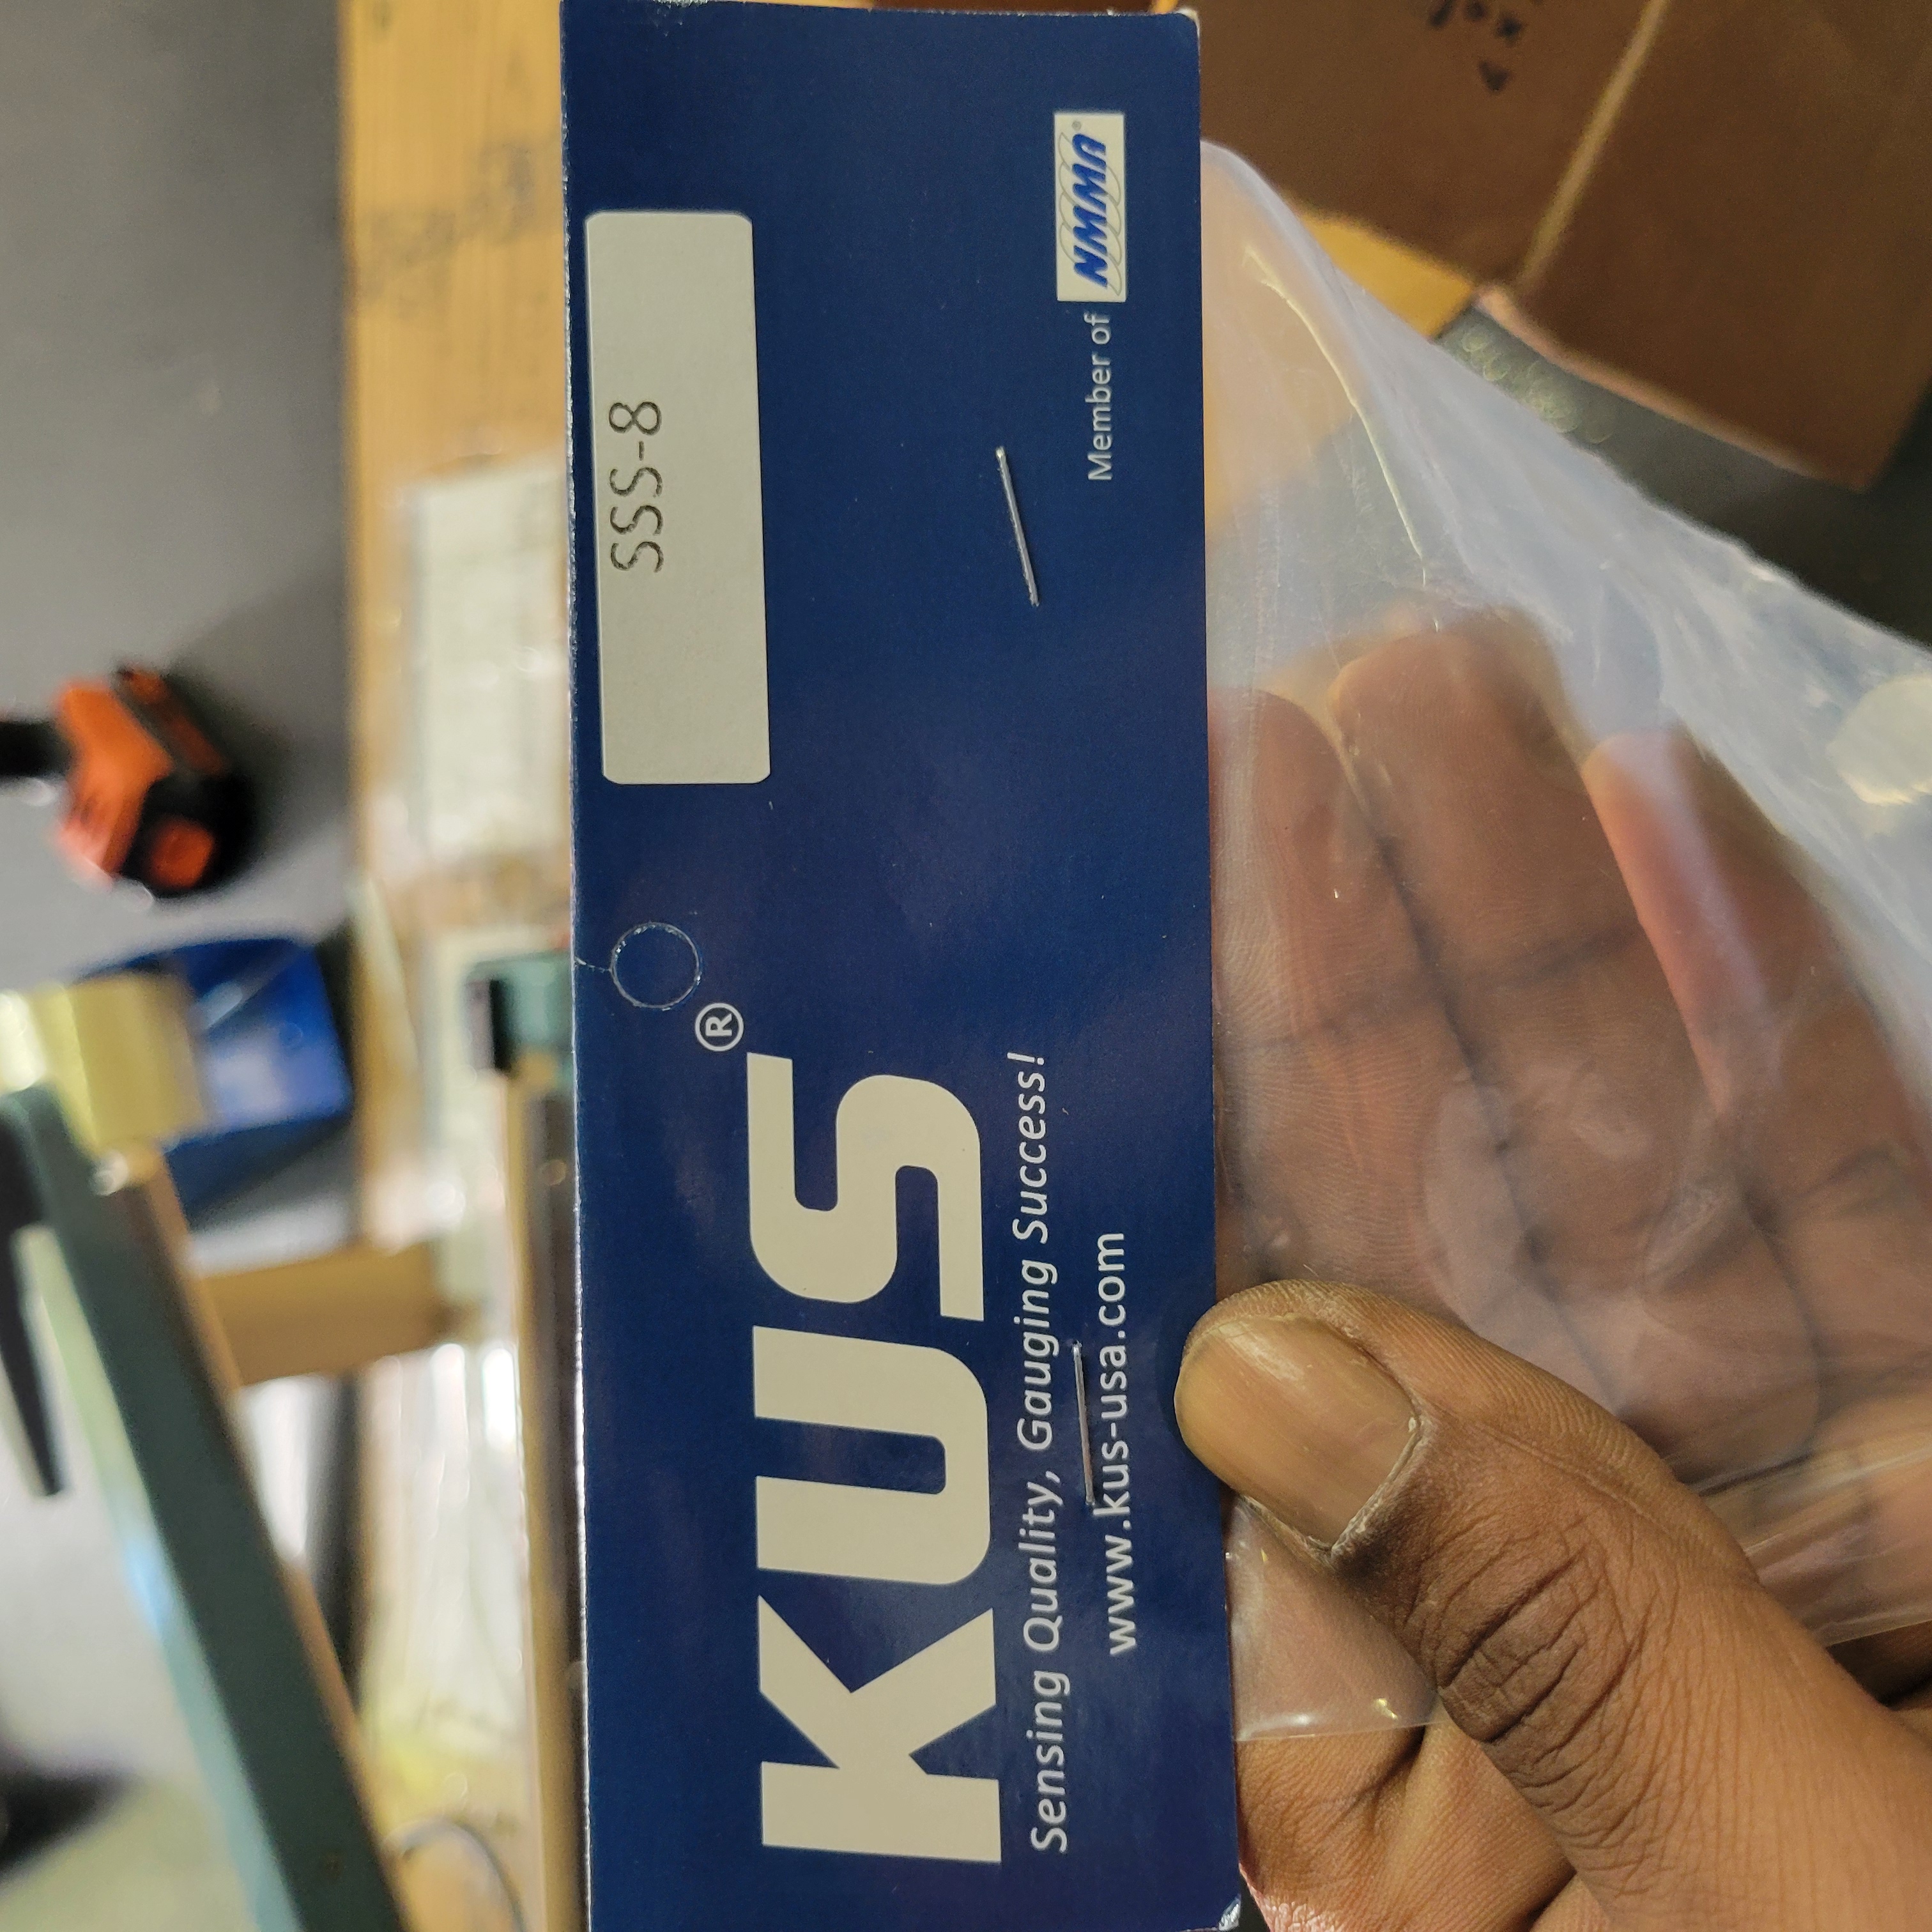 SSS-8
KUS®
Sensing Quality, Gauging Success!
www.kus-usa.com
Member of NMMA®